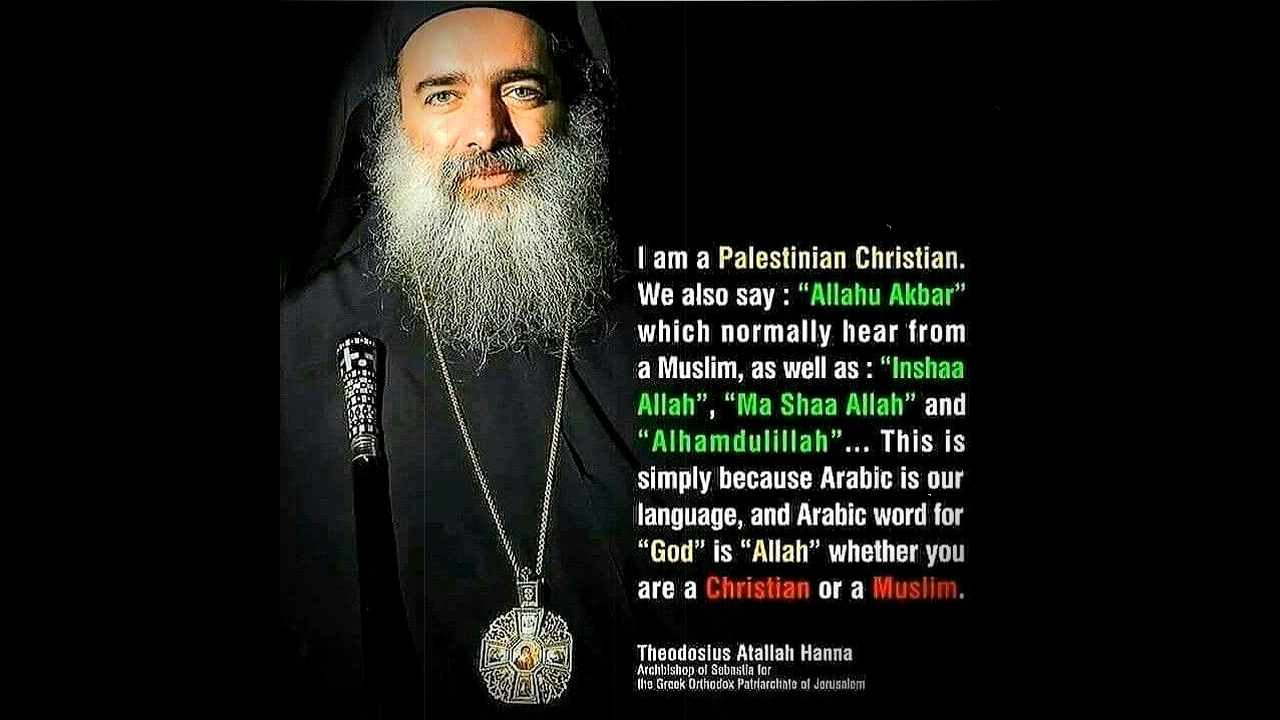 I am a Palestinian Christian.
We also say : “Allahu Akbar”
which normally hear from
a Muslim, as well as : “Inshaa
Allah”, “Ma Shaa Allah” and
“Alhamdulillah”... This is
simply because Arabic is our
language, and Arabic word for
“God” is “Allah” whether you
are a Christian or a Muslim.
Theodosius Atallah Hanna
Archbishop of Sebastia for
the Greek Orthodox Patriarchate of Jerusalem